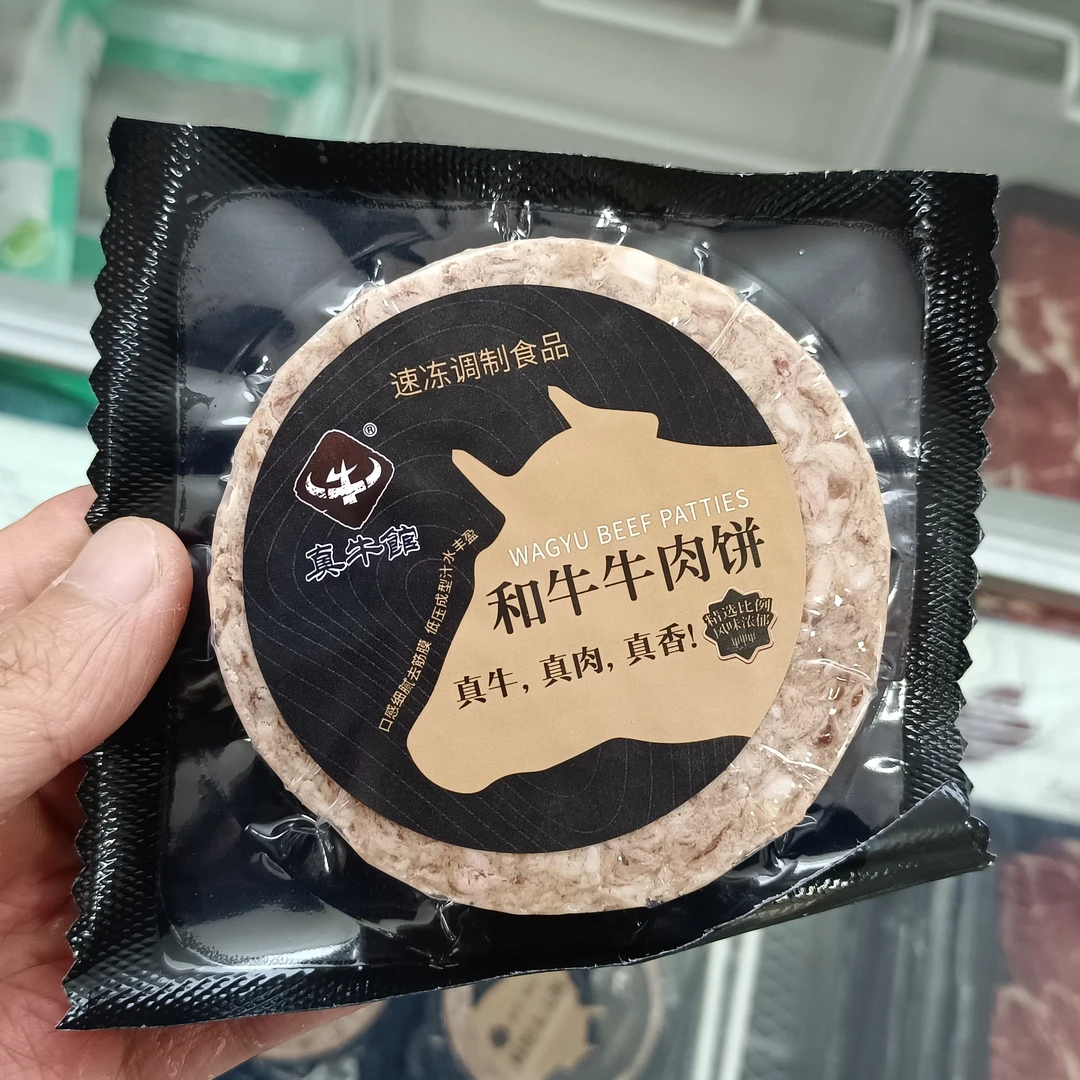 速冻调制食品
牛
®
真牛館
口感细腻去筋膜 低压成型汁水丰盈
WAGYU BEEF PATTIES
和牛牛肉饼
真牛，真肉，真香！
精选比例
风味浓郁